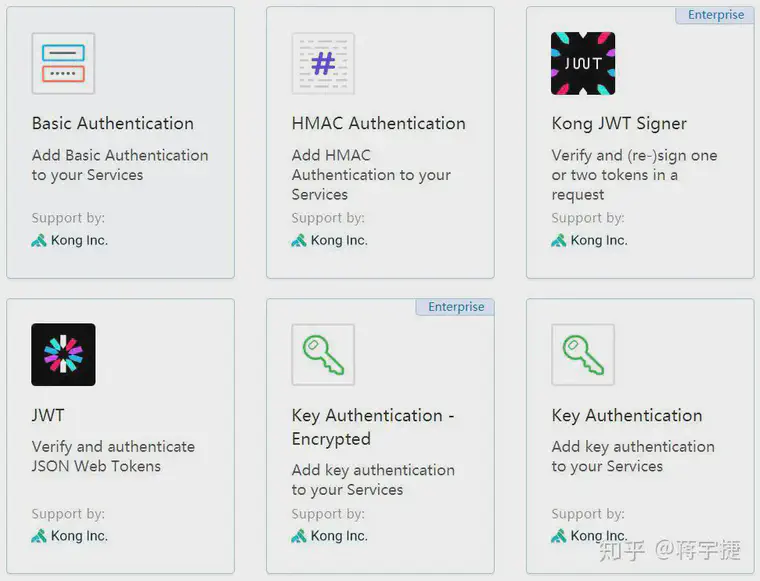 Enterprise
JWT
Basic Authentication
Add Basic Authentication
to your Services
Support by:
Kong Inc.
HMAC Authentication
Add HMAC
Authentication to your
Services
Support by:
Kong Inc.
Kong JWT Signer
Verify and (re-)sign one
or two tokens in a
request
Support by:
Kong Inc.
JWT
Verify and authenticate
JSON Web Tokens
Support by:
Kong Inc.
Enterprise
Key Authentication -
Encrypted
Add key authentication
to your Services
Support by:
Kong Inc.
Key Authentication
Add key authentication
to your Services
Support by:
Kong Inc.
知乎 @蒋宇捷